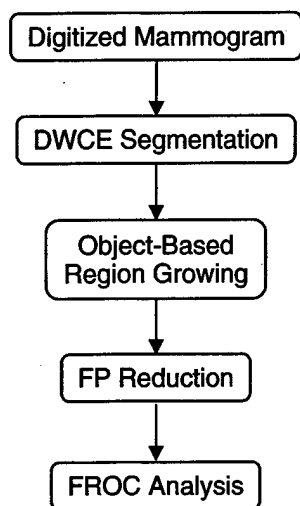 Digitized Mammogram
DWCE Segmentation
Object-Based
Region Growing
FP Reduction
FROC Analysis